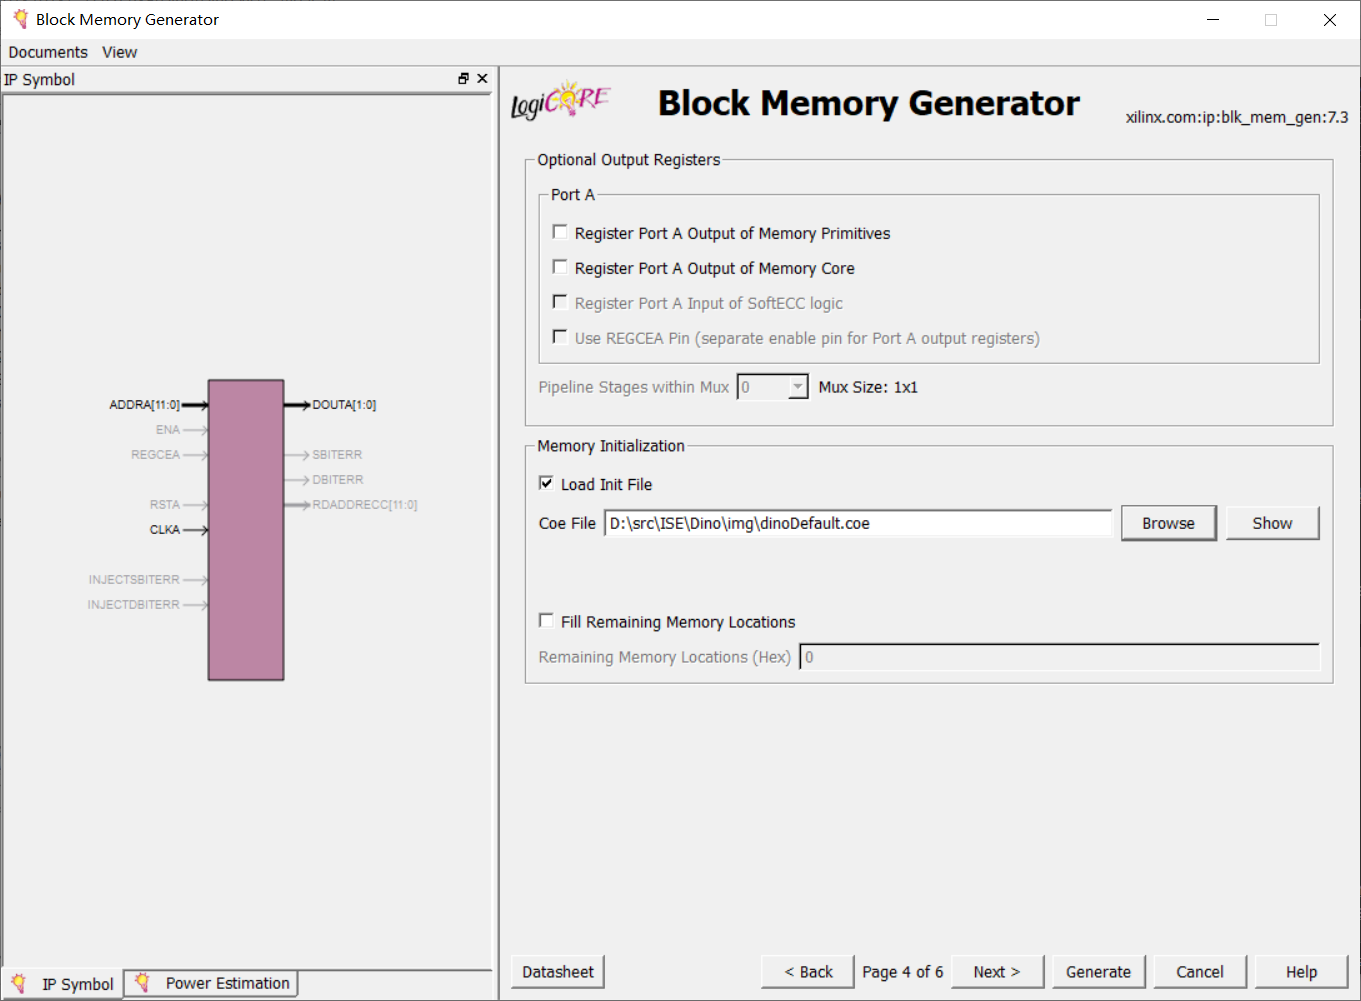 Block Memory Generator
Documents View
IP Symbol
ADDRA[11:0]
ENA
REGCEA
RSTA
CLKA
INJECTSBITERR
INJECTDBITERR
DOUTA[1:0]
SBITERR
DBITERR
RDADDRECC[11:0]
IP Symbol
Power Estimation
LogiCORE
Block Memory Generator
xilinx.com:ip:blk_mem_gen:7.3
Optional Output Registers
Port A
Register Port A Output of Memory Primitives
Register Port A Output of Memory Core
Register Port A Input of SoftECC logic
Use REGCEA Pin (separate enable pin for Port A output registers)
Pipeline Stages within Mux 0 Mux Size: 1x1
Memory Initialization
Load Init File
Coe File D:\src\ISE\Dino\img\dinoDefault.coe Browse Show
Fill Remaining Memory Locations
Remaining Memory Locations (Hex) 0
Datasheet < Back Page 4 of 6 Next > Generate Cancel Help